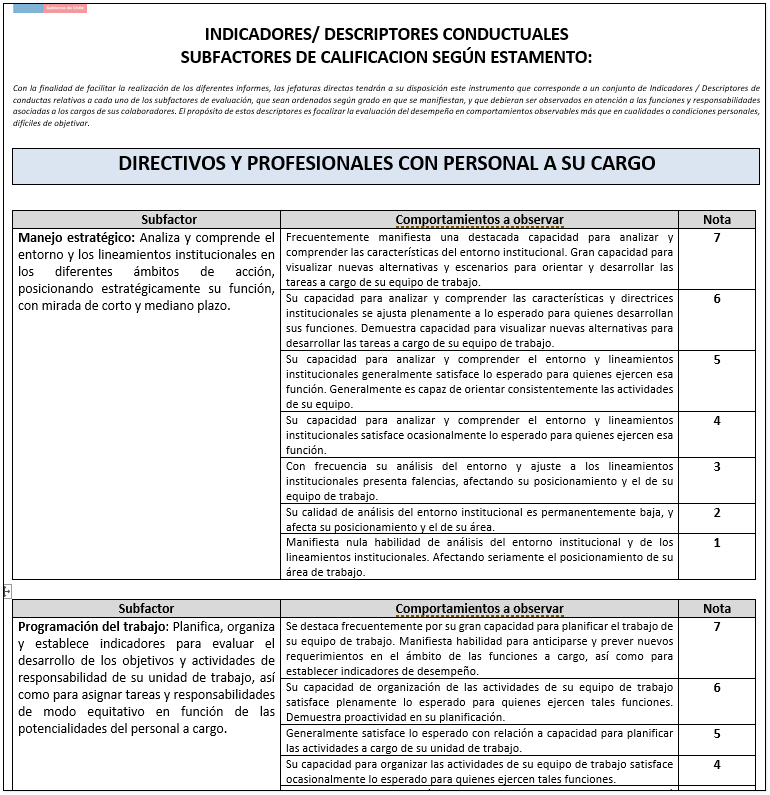 Gobierno de Chile
INDICADORES/ DESCRIPTORES CONDUCTUALES
SUBFACTORES DE CALIFICACION SEGÚN ESTAMENTO:
Con la finalidad de facilitar la realización de los diferentes informes, las jefaturas directas tendrán a su disposición este instrumento que corresponde a un conjunto de Indicadores / Descriptores de
conductas relativos a cada uno de los subfactores de evaluación, que sean ordenados según grado en que se manifiestan, y que debieran ser observados en atención a las funciones y responsabilidades
asociados a los cargos de sus colaboradores. El propósito de estos descriptores es focalizar la evaluación del desempeño en comportamientos observables más que en cualidades o condiciones personales,
difíciles de objetivar.
DIRECTIVOS Y PROFESIONALES CON PERSONAL A SU CARGO
Subfactor
Comportamientos a observar
Nota
Manejo estratégico: Analiza y comprende el
entorno y los lineamientos institucionales en
los diferentes ámbitos de acción,
posicionando estratégicamente su función,
con mirada de corto y mediano plazo.
Frecuentemente manifiesta una destacada capacidad para analizar y
comprender las características del entorno institucional. Gran capacidad para
visualizar nuevas alternativas y escenarios para orientar y desarrollar las
tareas a cargo de su equipo de trabajo.
7
Su capacidad para analizar y comprender las características y directrices
institucionales se ajusta plenamente a lo esperado para quienes desarrollan
sus funciones. Demuestra capacidad para visualizar nuevas alternativas para
desarrollar las tareas a cargo de su equipo de trabajo.
6
Su capacidad para analizar y comprender el entorno y lineamientos
institucionales generalmente satisface lo esperado para quienes ejercen esa
función. Generalmente es capaz de orientar consistentemente las actividades
de su equipo.
5
Su capacidad para analizar y comprender el entorno y lineamientos
institucionales satisface ocasionalmente lo esperado para quienes ejercen esa
función.
4
Con frecuencia su análisis del entorno y ajuste a los lineamientos
institucionales presenta falencias, afectando su posicionamiento y el de su
equipo de trabajo.
3
Su calidad de análisis del entorno institucional es permanentemente baja, y
afecta su posicionamiento y el de su área.
2
Manifiesta nula habilidad de análisis del entorno institucional y de los
lineamientos institucionales. Afectando seriamente el posicionamiento de su
área de trabajo.
1
Subfactor
Comportamientos a observar
Nota
Programación del trabajo: Planifica, organiza
y establece indicadores para evaluar el
desarrollo de los objetivos y actividades de
responsabilidad de su unidad de trabajo, así
como para asignar tareas y responsabilidades
de modo equitativo en función de las
potencialidades del personal a cargo.
Se destaca frecuentemente por su gran capacidad para planificar el trabajo de
su equipo de trabajo. Manifiesta habilidad para anticiparse y prever nuevos
requerimientos en el ámbito de las funciones a cargo, así como para
establecer indicadores de desempeño.
7
Su capacidad de organización de las actividades de su equipo de trabajo
satisface plenamente lo esperado para quienes ejercen tales funciones.
Demuestra proactividad en su planificación.
6
Generalmente satisface lo esperado con relación a capacidad para planificar
las actividades a cargo de su unidad de trabajo.
5
Su capacidad para organizar las actividades de su equipo de trabajo satisface
ocasionalmente lo esperado para quienes ejercen tales funciones.
4